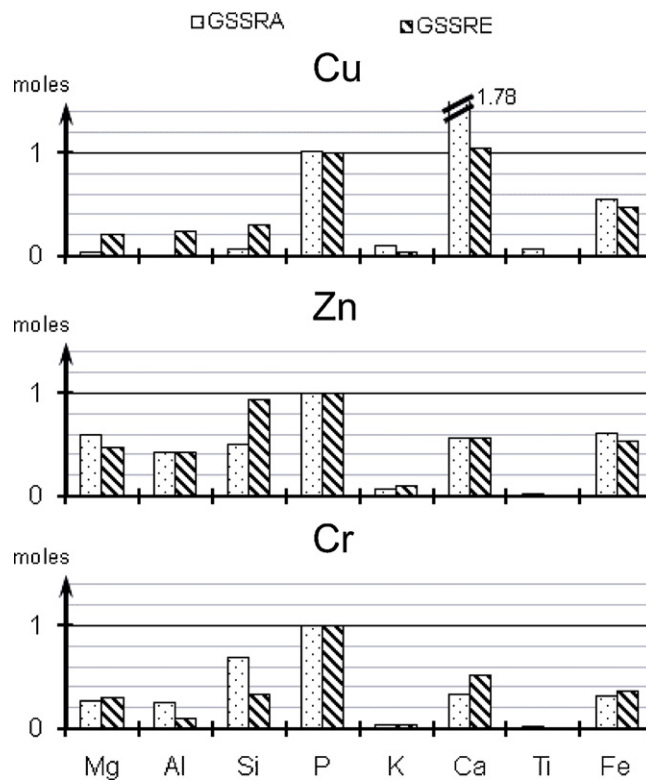 GSSRA GSSRE
Cu
moles
1.78
1
0
Zn
moles
1
0
Cr
moles
1
0
Mg Al Si P K Ca Ti Fe